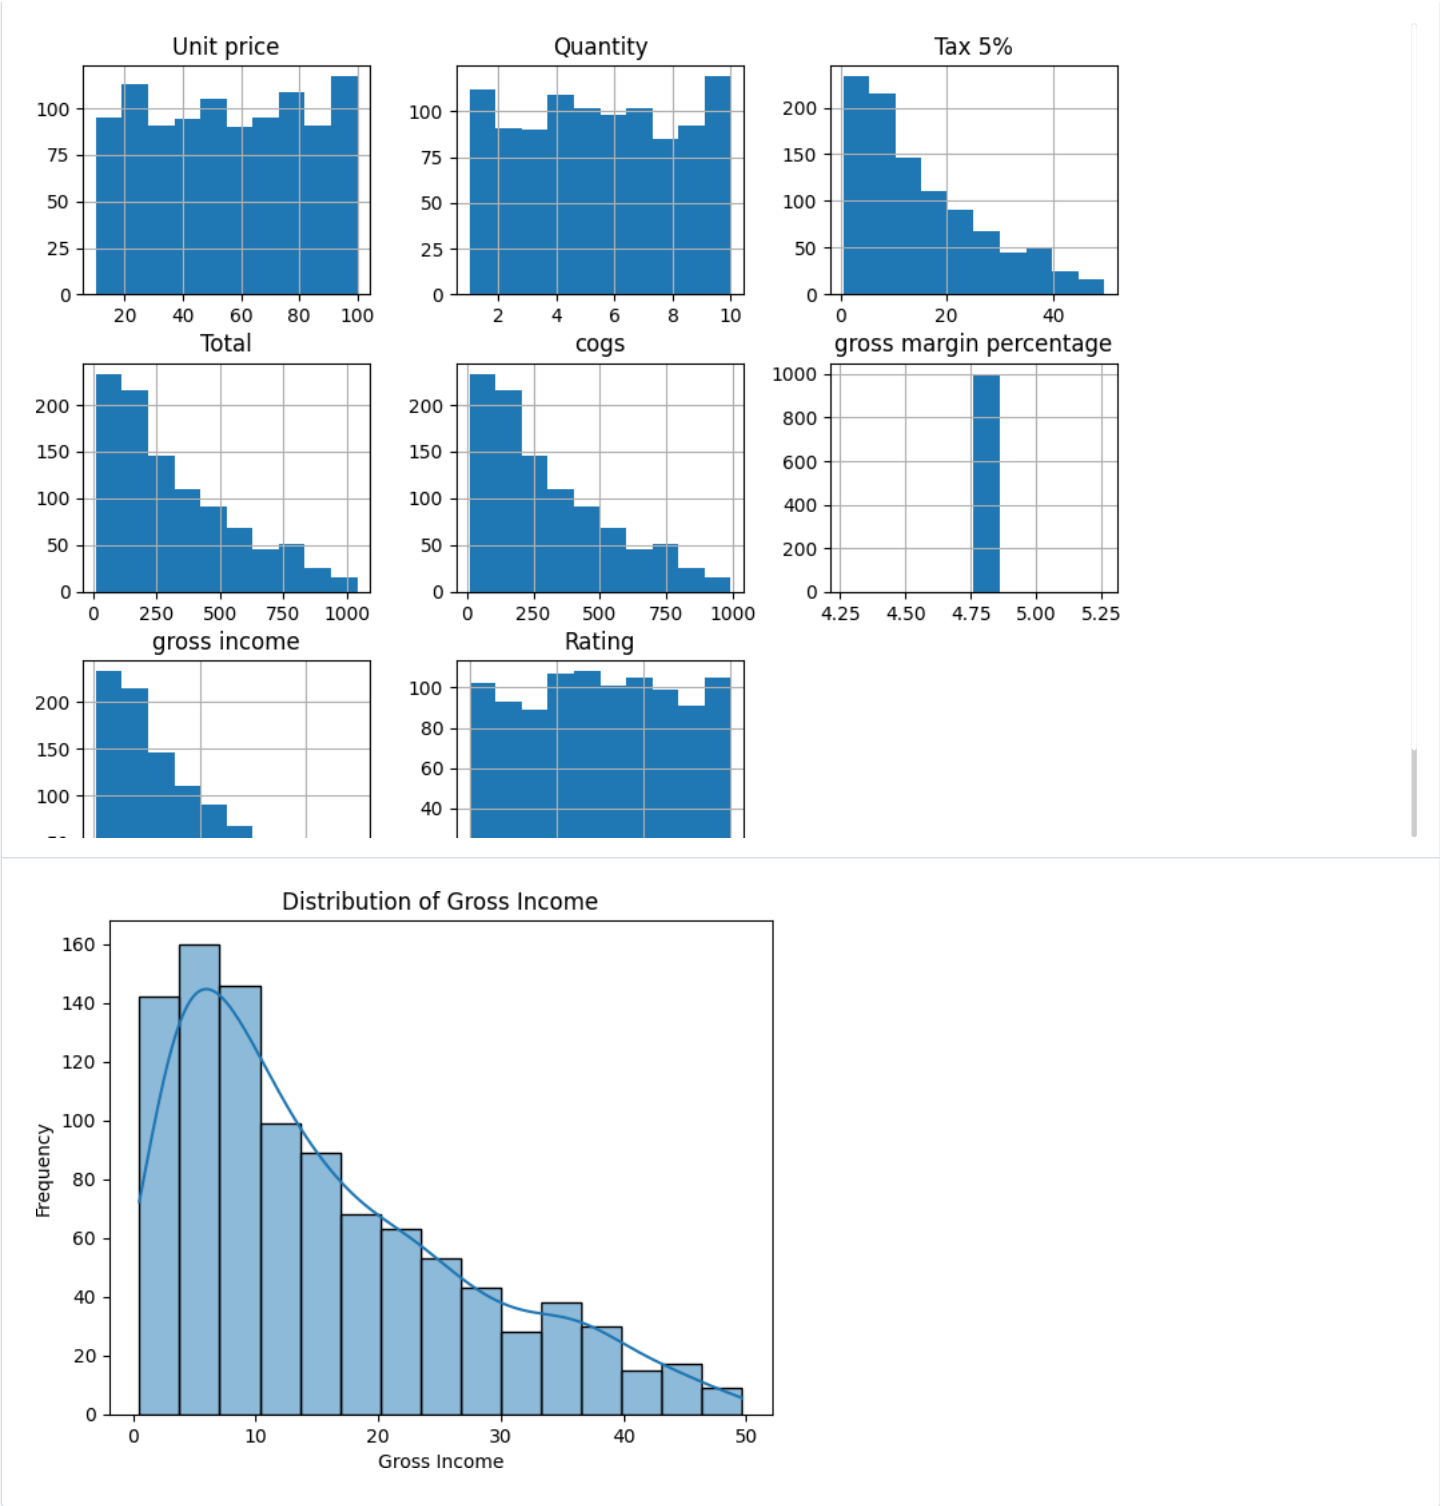 Unit price
Quantity
Tax 5%
100
75
50
25
0
20 40 60 80 100
100
75
50
25
0
2 4 6 8 10
200
150
100
50
0
0 20 40
Total
cogs
gross margin percentage
200
150
100
50
0
0 250 500 750 1000
200
150
100
50
0
0 250 500 750 1000
1000
800
600
400
200
0
4.25 4.50 4.75 5.00 5.25
gross income
Rating
200
150
100
100
80
60
40
Distribution of Gross Income
160
140
120
100
80
60
40
20
0
Frequency
0 10 20 30 40 50
Gross Income